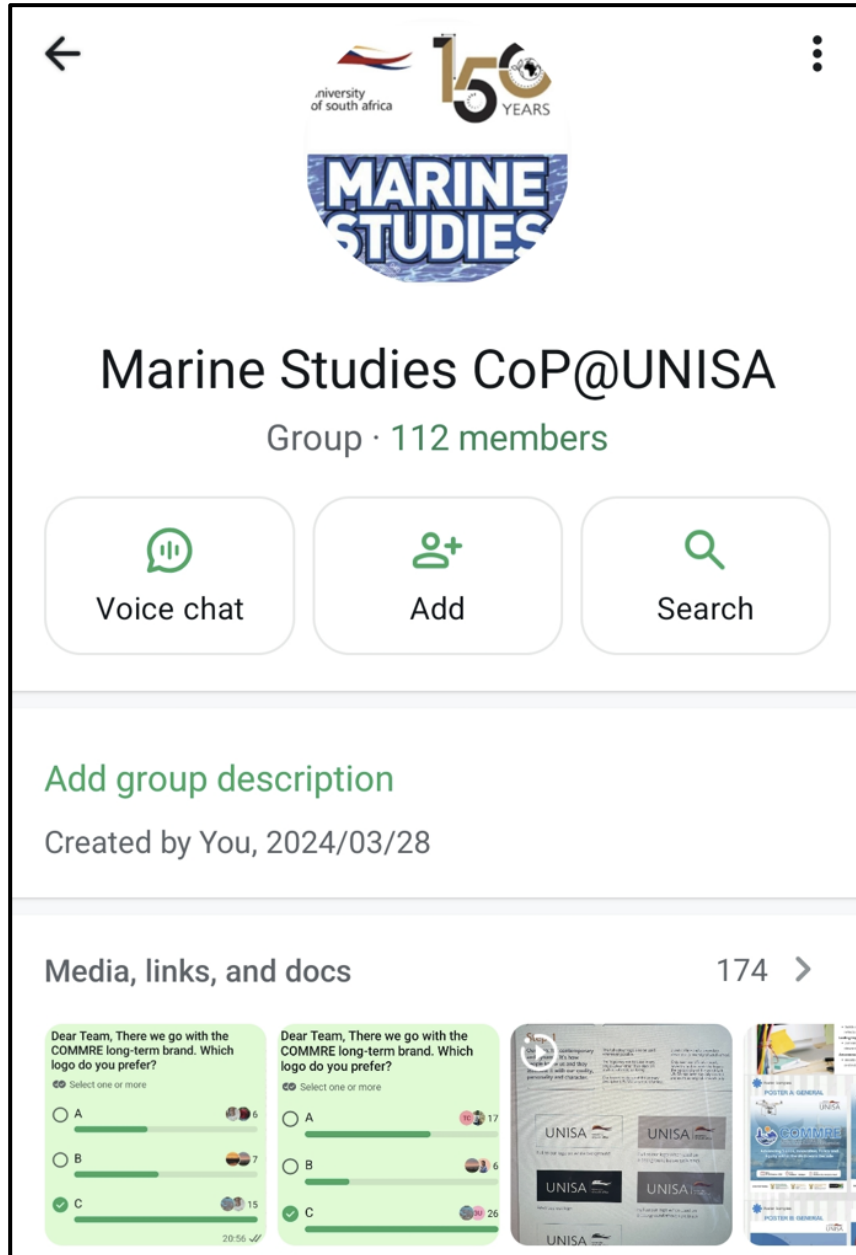 niversity
of south africa
150
YEARS
MARINE
STUDIES
Marine Studies CoP@UNISA
Group · 112 members
Voice chat
Add
Search
Add group description
Created by You, 2024/03/28
Media, links, and docs
174
Dear Team, There we go with the
COMMRE long-term brand. Which
logo do you prefer?
Select one or more
A
6
B
7
C
15
20:56
Dear Team, There we go with the
COMMRE long-term brand. Which
logo do you prefer?
Select one or more
A
17
B
6
C
26
UNISA
UNISA
UNISA
UNISA
UNISA
POSTER A: GENERAL
UNISA
COMMRE
POSTER B: GENERAL